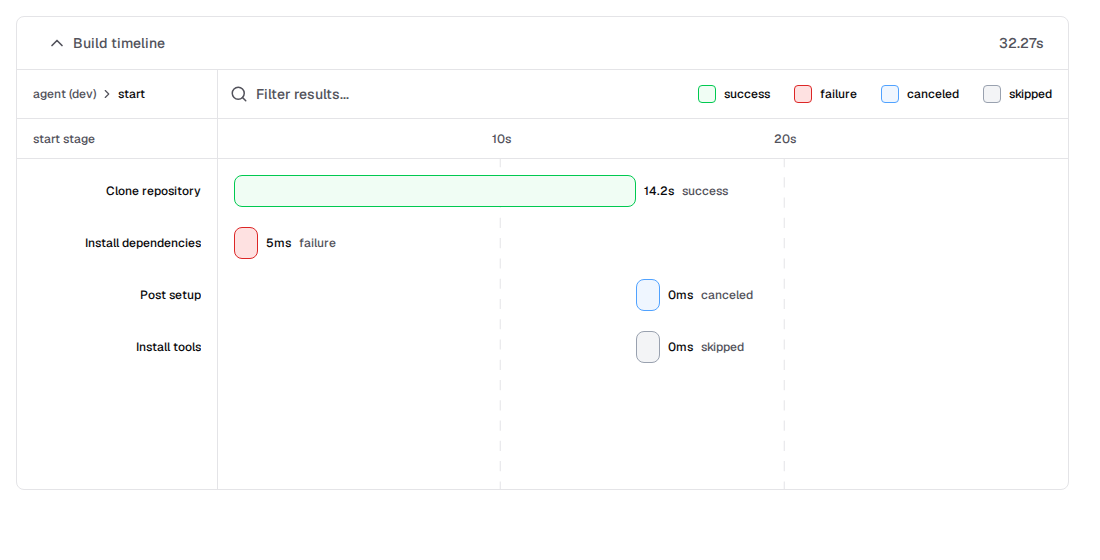 Build timeline 32.27s
agent (dev) > start Filter results... success failure canceled skipped
start stage 10s 20s
Clone repository 14.2s success
Install dependencies 5ms failure
Post setup 0ms canceled
Install tools 0ms skipped